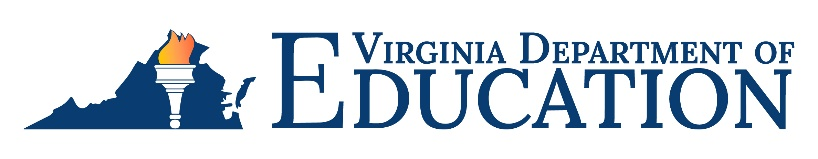 VIRGINIA DEPARTMENT OF
EDUCATION